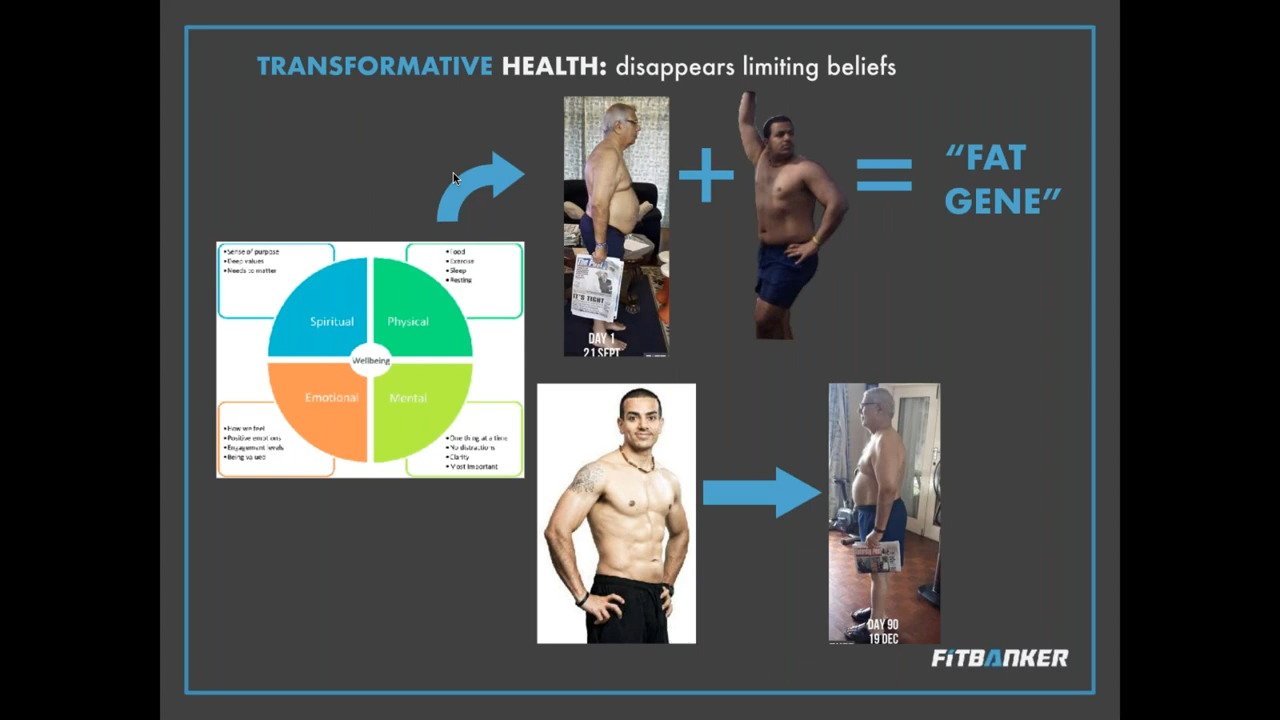 TRANSFORMATIVE HEALTH: disappears limiting beliefs
"FAT
GENE"
•Sense of purpose
•Deep values
•Needs to matter
•Food
•Exercise
•Sleep
•Resting
Spiritual
Physical
Wellbeing
Emotional
Mental
•How we feel
•Positive emotions
•Engagement levels
•Being valued
•One thing at a time
•No distractions
•Clarity
•Most important
IT'S TIGHT
DAY 1
21 SEPT
DAY 90
19 DEC
FITBANKER